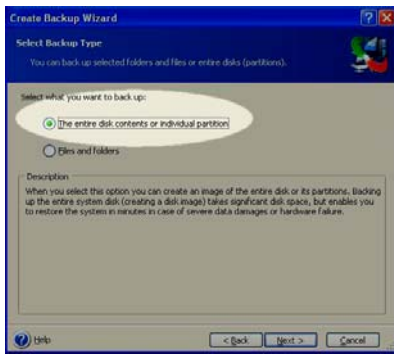 Create Backup Wizard
Select Backup Type
You can back up selected folders and files or entire disks (partitions).
Select what you want to back up:
The entire disk contents or individual partition
Files and folders
Description
When you select this option you can create an image of the entire disk or its partitions. Backing
up the entire system disk (creating a disk image) takes significant disk space, but enables you
to restore the system in minutes in case of severe data damages or hardware failure.
Help
< Back
Next >
Cancel